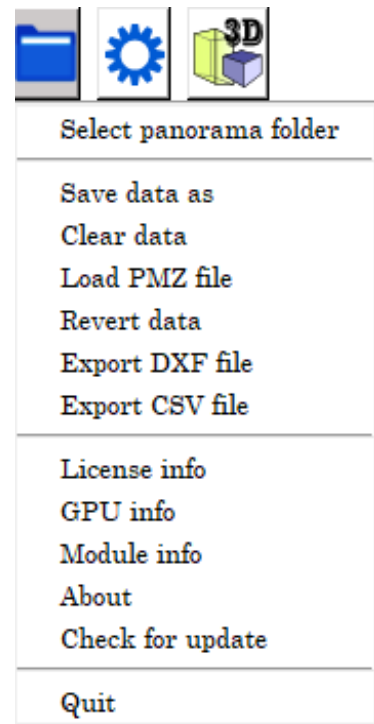 3D
Select panorama folder
Save data as
Clear data
Load PMZ file
Revert data
Export DXF file
Export CSV file
License info
GPU info
Module info
About
Check for update
Quit